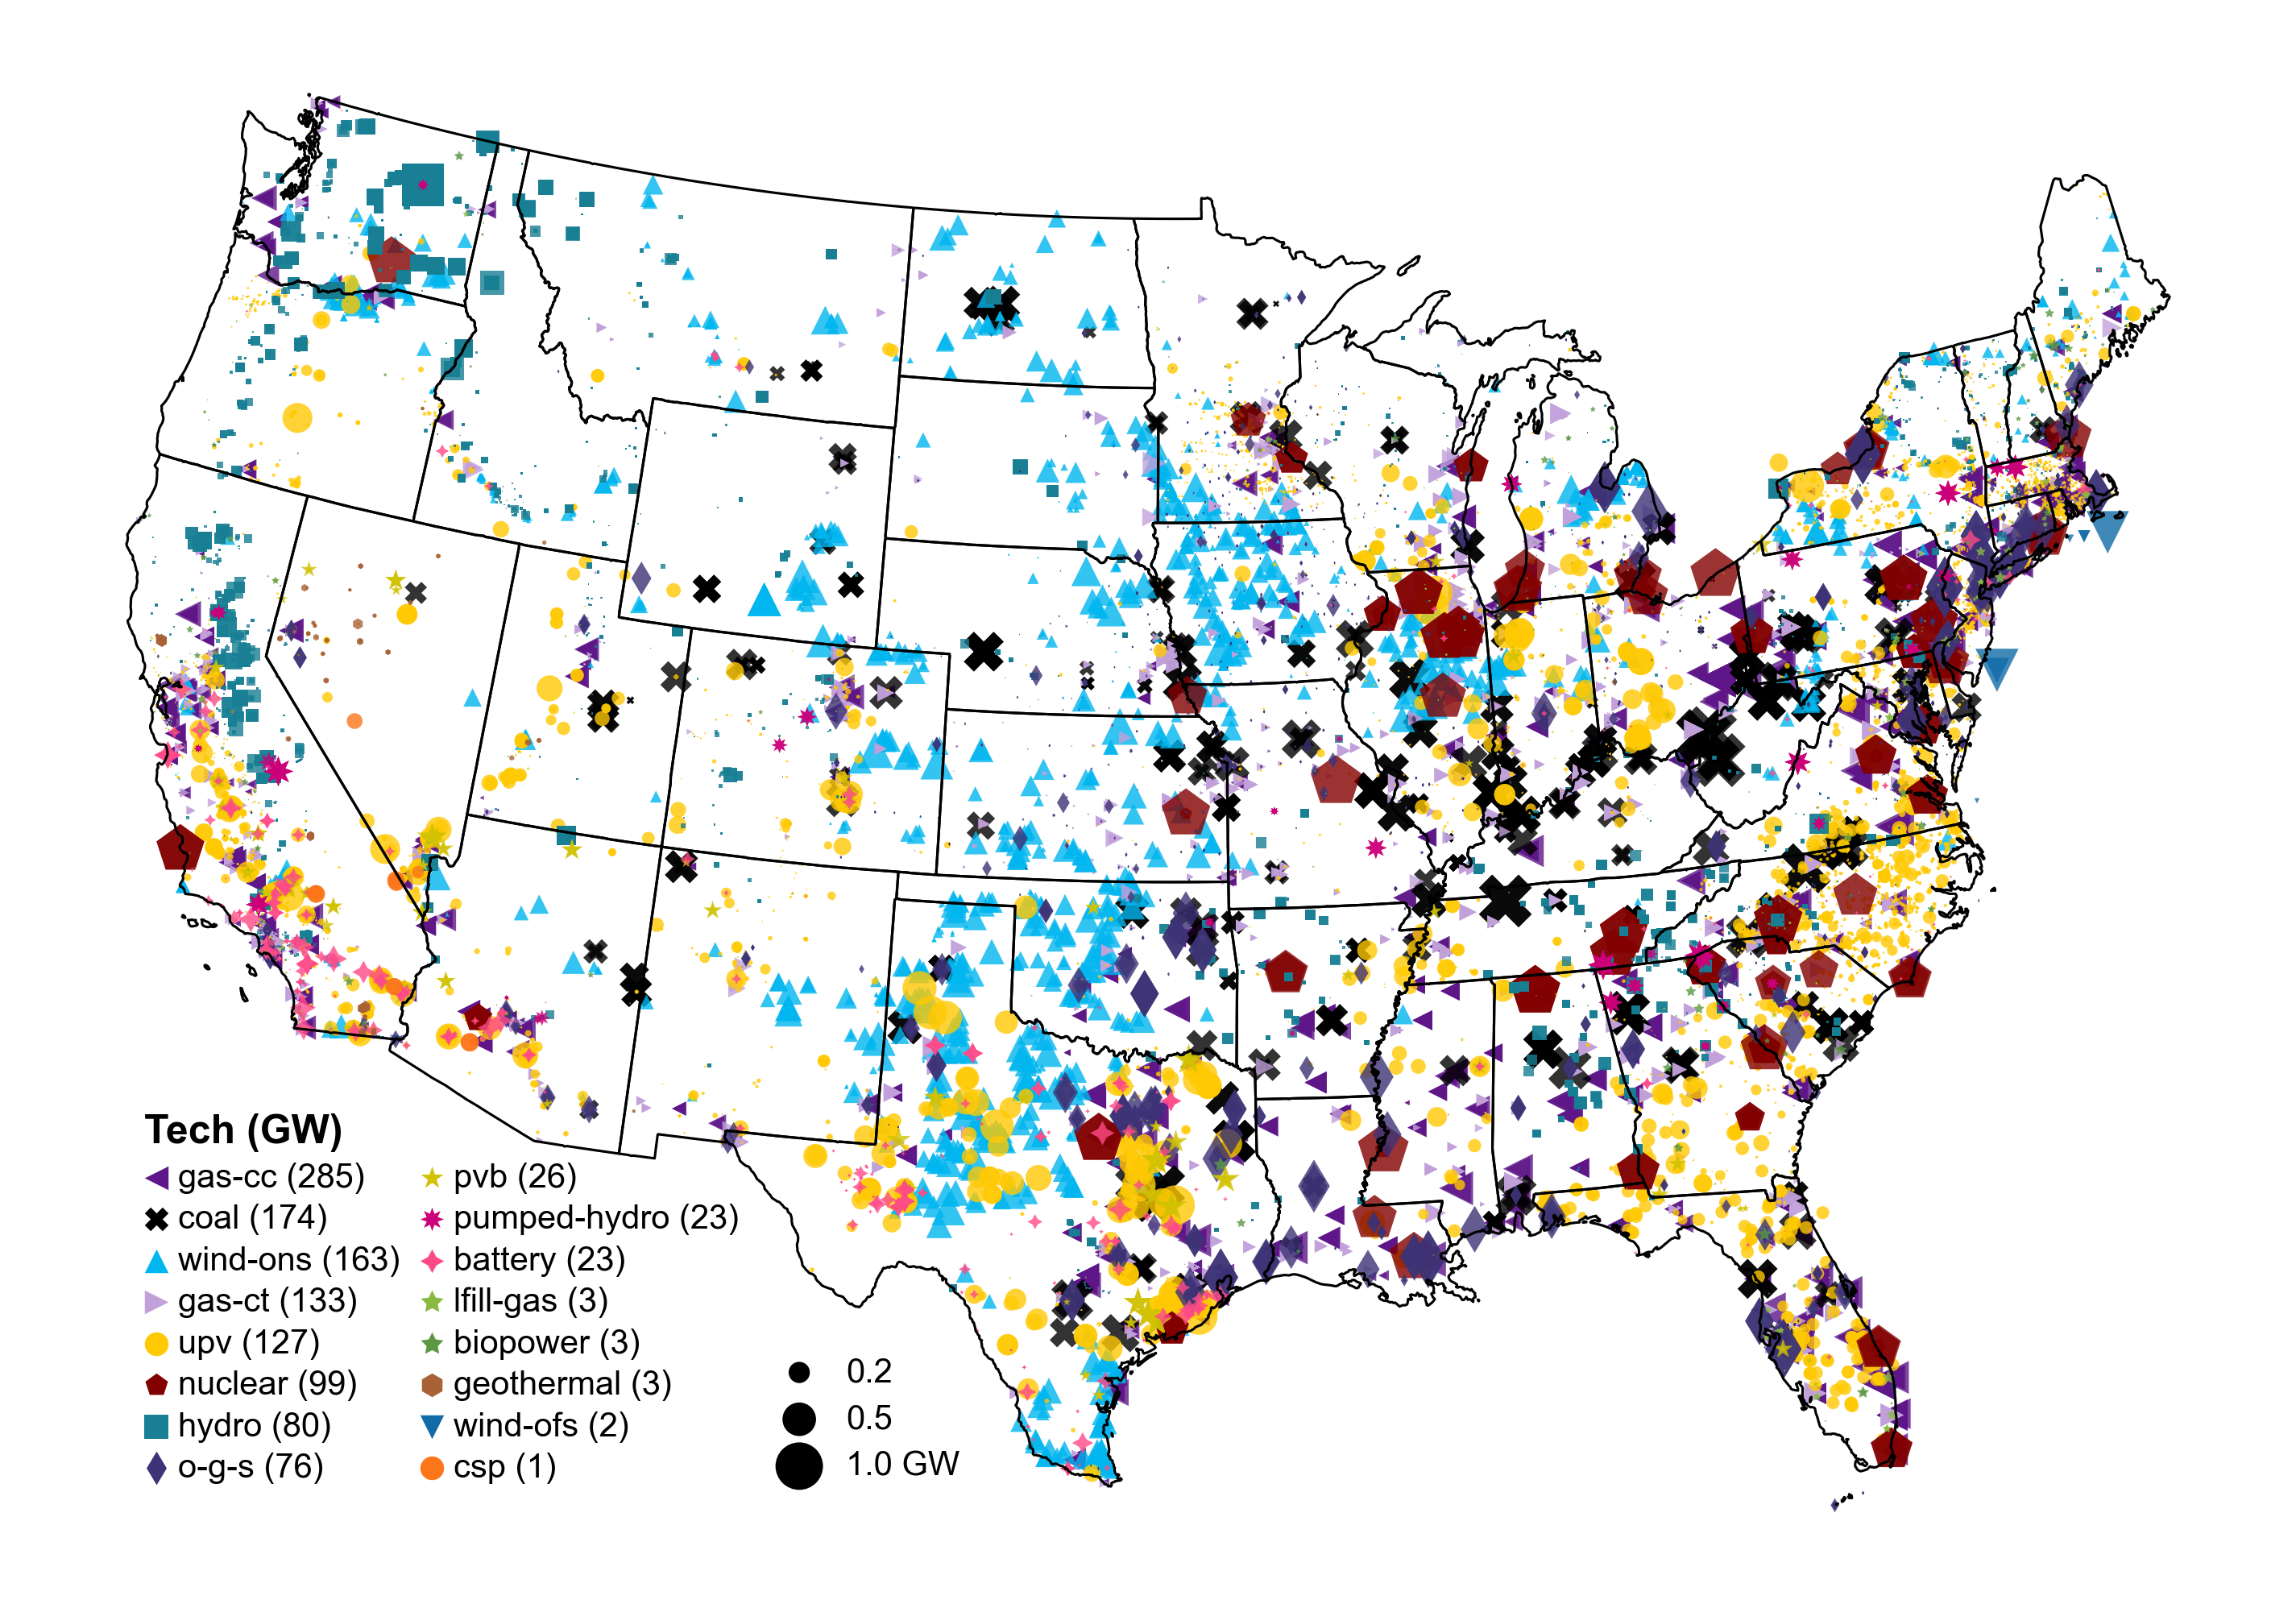 Tech (GW)
gas-cc (285)
coal (174)
wind-ons (163)
gas-ct (133)
upv (127)
nuclear (99)
hydro (80)
o-g-s (76)
pvb (26)
pumped-hydro (23)
battery (23)
lfill-gas (3)
biopower (3)
geothermal (3)
wind-ofs (2)
csp (1)
0.2
0.5
1.0 GW